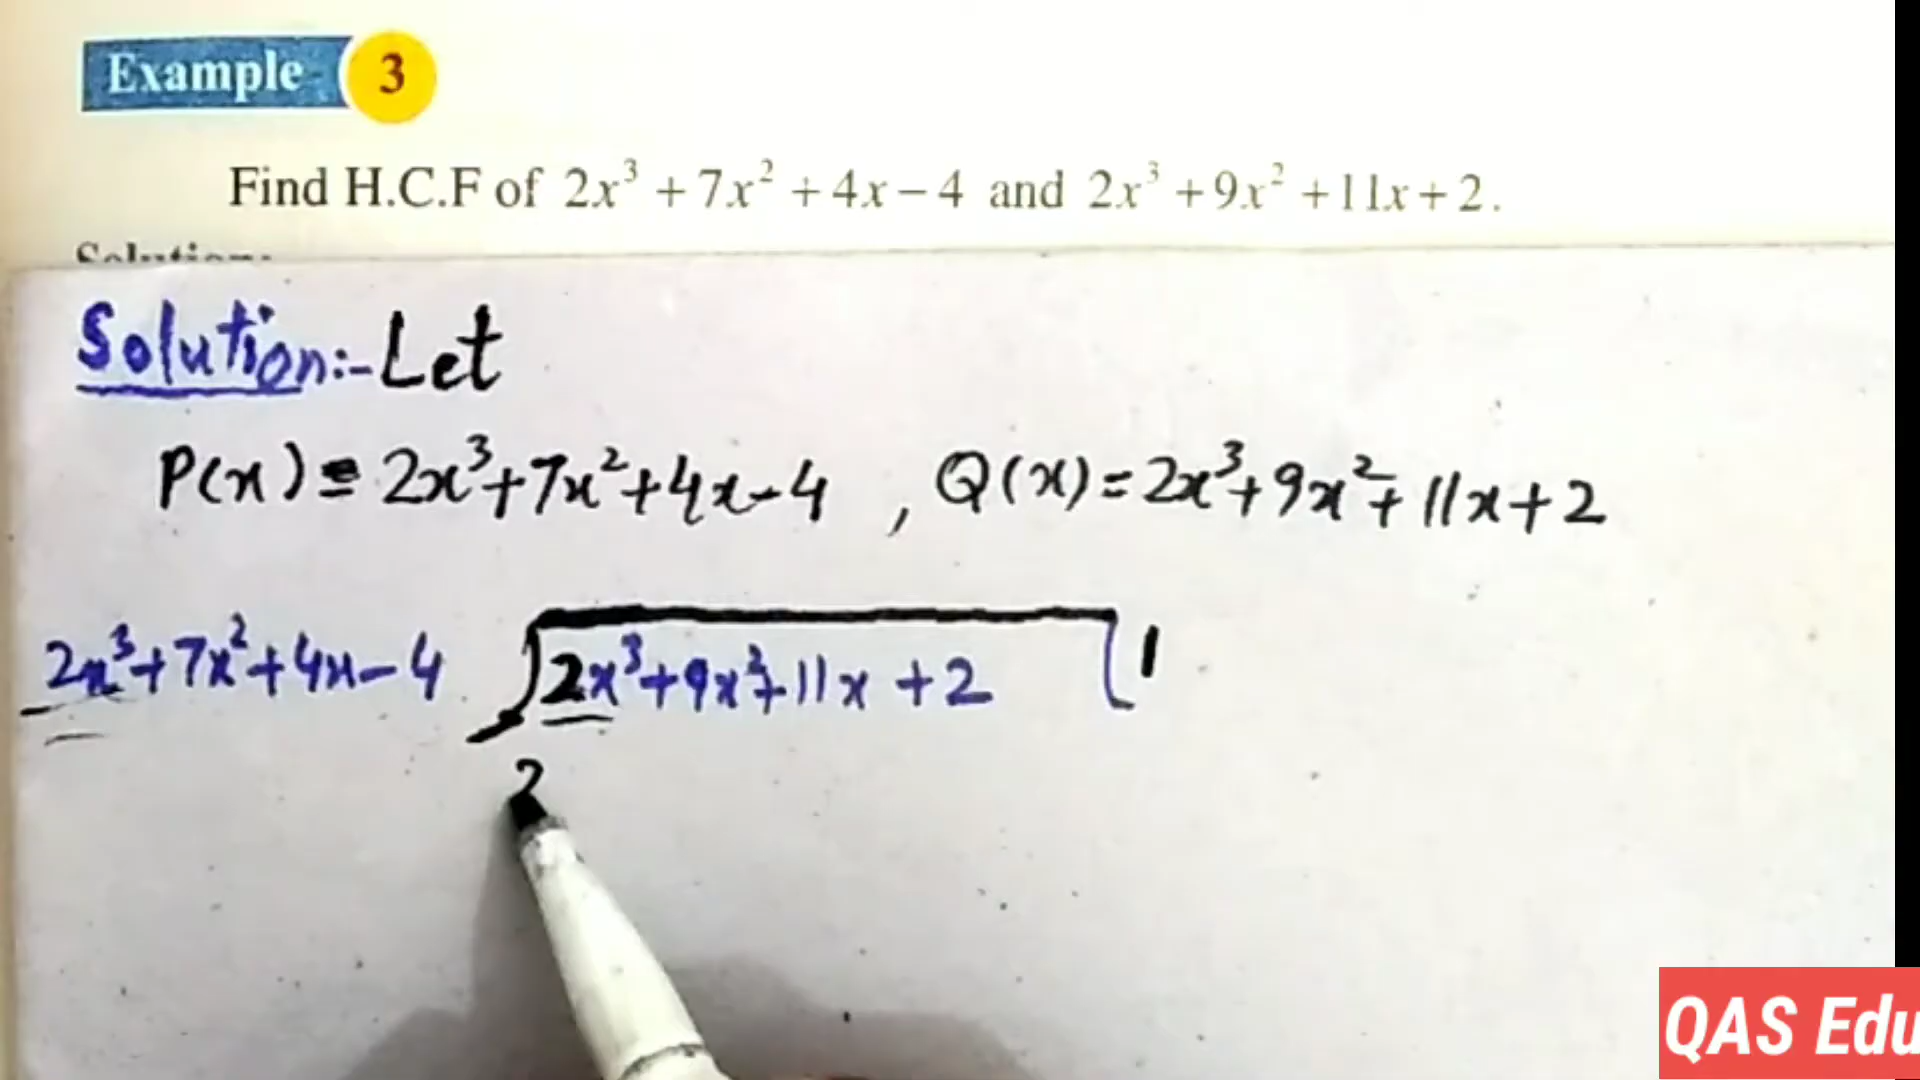 Example 3
Find H.C.F of 2x³ + 7x² + 4x − 4 and 2x³ + 9x² + 11x + 2.
Solution:
Solution:- Let
P(x) = 2x³ + 7x² + 4x - 4 , Q(x) = 2x³ + 9x² + 11x + 2
2x³ + 7x² + 4x - 4 2x³ + 9x² + 11x + 2 1
2
QAS Edu